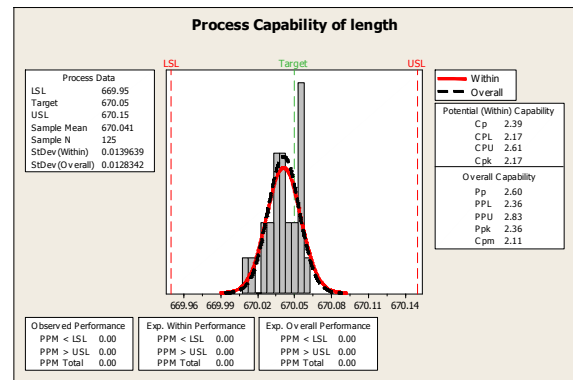 Process Capability of length
LSL Target USL
Process Data
LSL 669.95
Target 670.05
USL 670.15
Sample Mean 670.041
Sample N 125
StDev(Within) 0.0139639
StDev(Overall) 0.0128342
Within
Overall
Potential (Within) Capability
Cp 2.39
CPL 2.17
CPU 2.61
Cpk 2.17
Overall Capability
Pp 2.60
PPL 2.36
PPU 2.83
Ppk 2.36
Cpm 2.11
669.96 669.99 670.02 670.05 670.08 670.11 670.14
Observed Performance
PPM < LSL 0.00
PPM > USL 0.00
PPM Total 0.00
Exp. Within Performance
PPM < LSL 0.00
PPM > USL 0.00
PPM Total 0.00
Exp. Overall Performance
PPM < LSL 0.00
PPM > USL 0.00
PPM Total 0.00